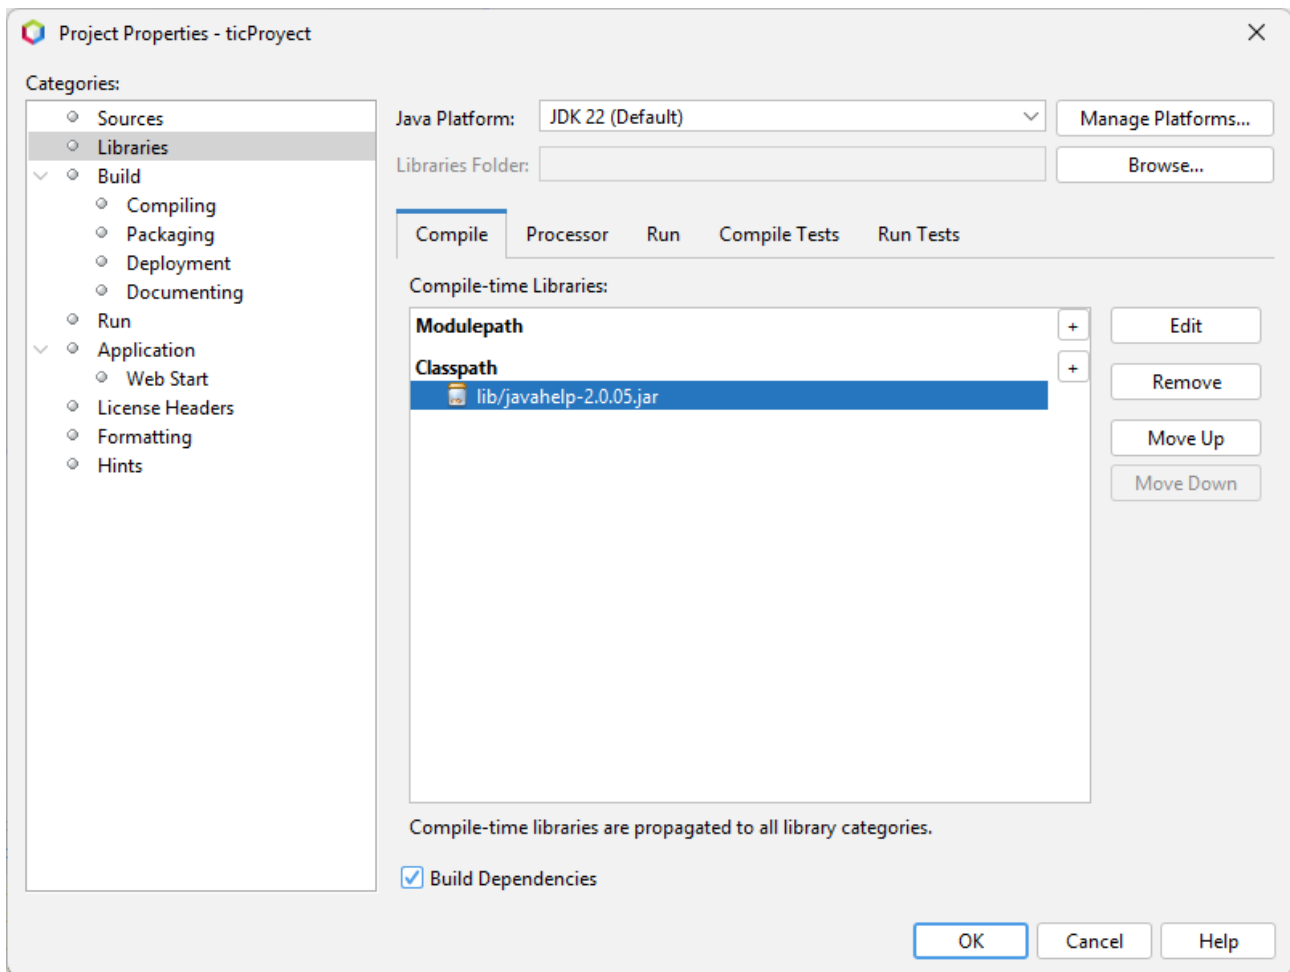 Project Properties - ticProyect
Categories:
Sources
Libraries
Build
Compiling
Packaging
Deployment
Documenting
Run
Application
Web Start
License Headers
Formatting
Hints
Java Platform: JDK 22 (Default) Manage Platforms...
Libraries Folder: Browse...
Compile Processor Run Compile Tests Run Tests
Compile-time Libraries:
Modulepath + Edit
Classpath + Remove
lib/javahelp-2.0.05.jar
Move Up
Move Down
Compile-time libraries are propagated to all library categories.
Build Dependencies
OK Cancel Help